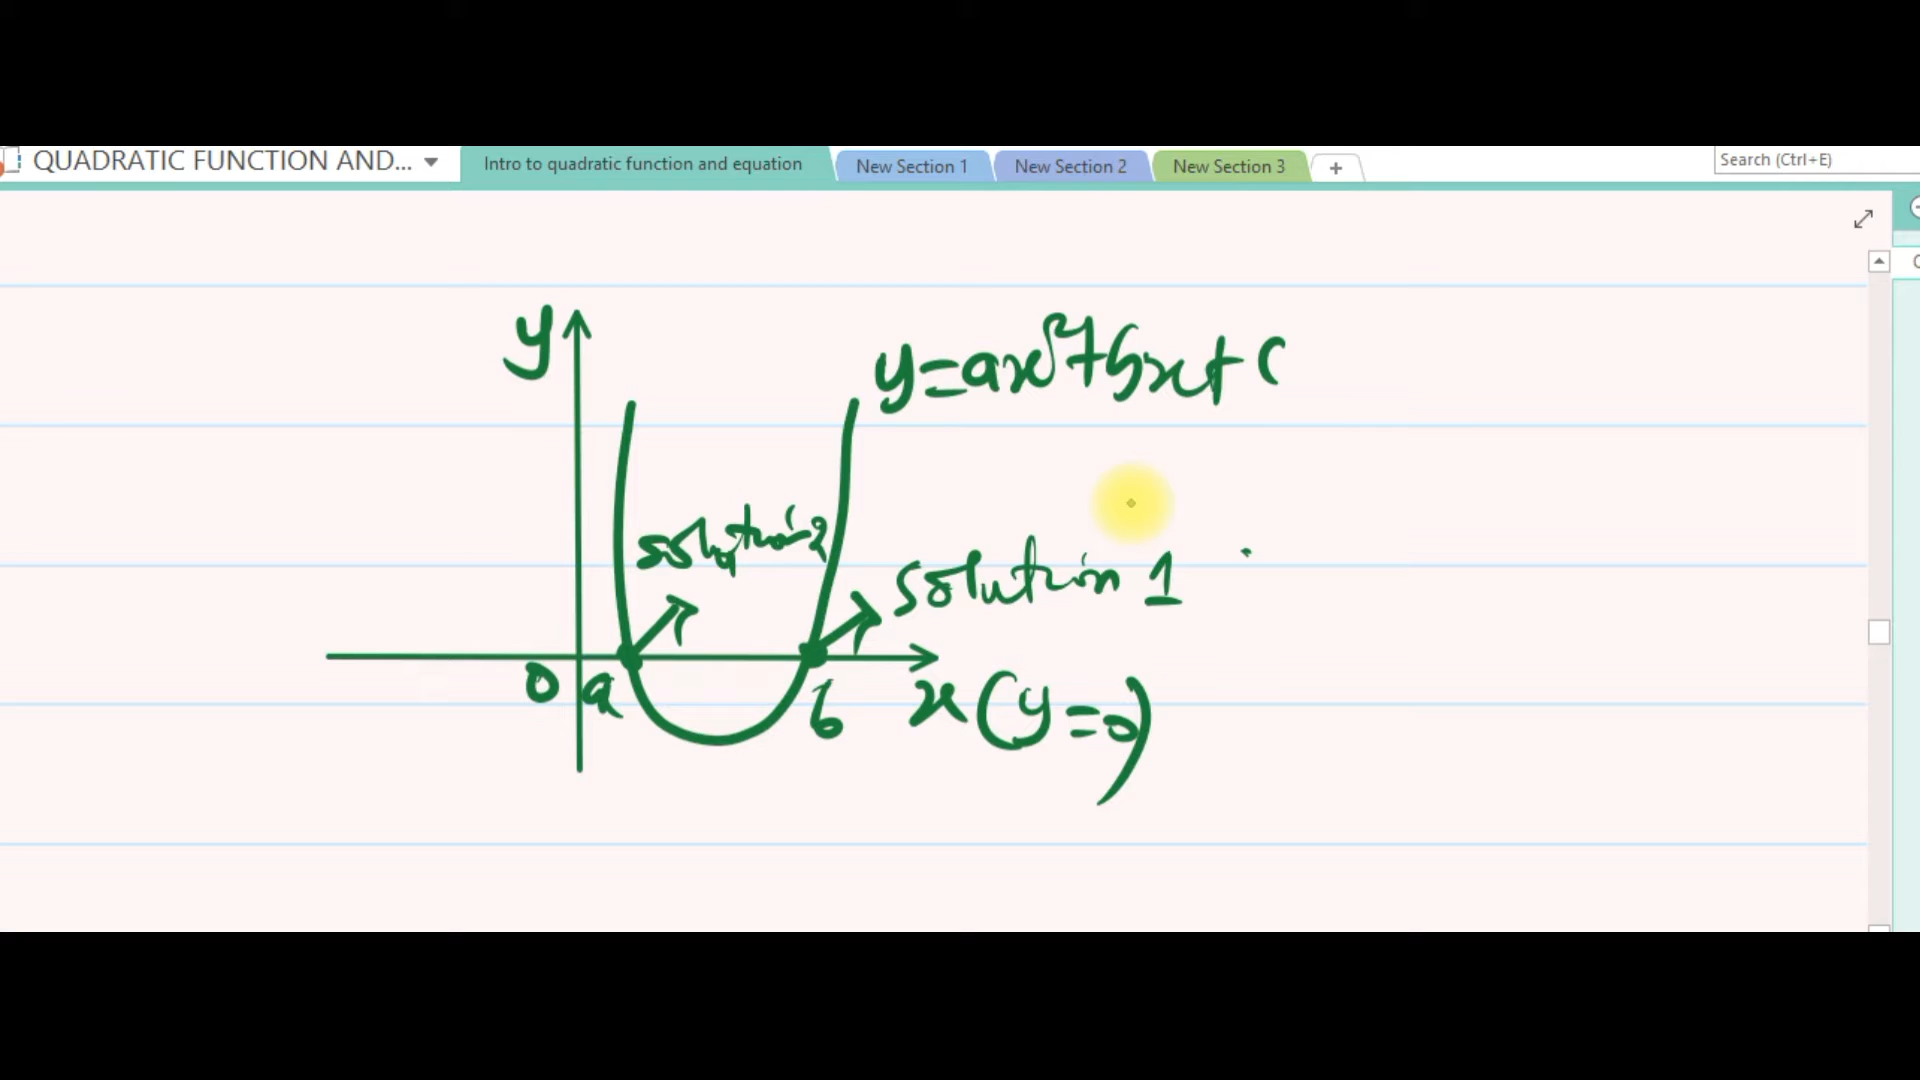 QUADRATIC FUNCTION AND...
Intro to quadratic function and equation
New Section 1
New Section 2
New Section 3
+
Search (Ctrl+E)
y
y=ax²+bx+c
solution 2
solution 1
0
a
b
x (y=0)